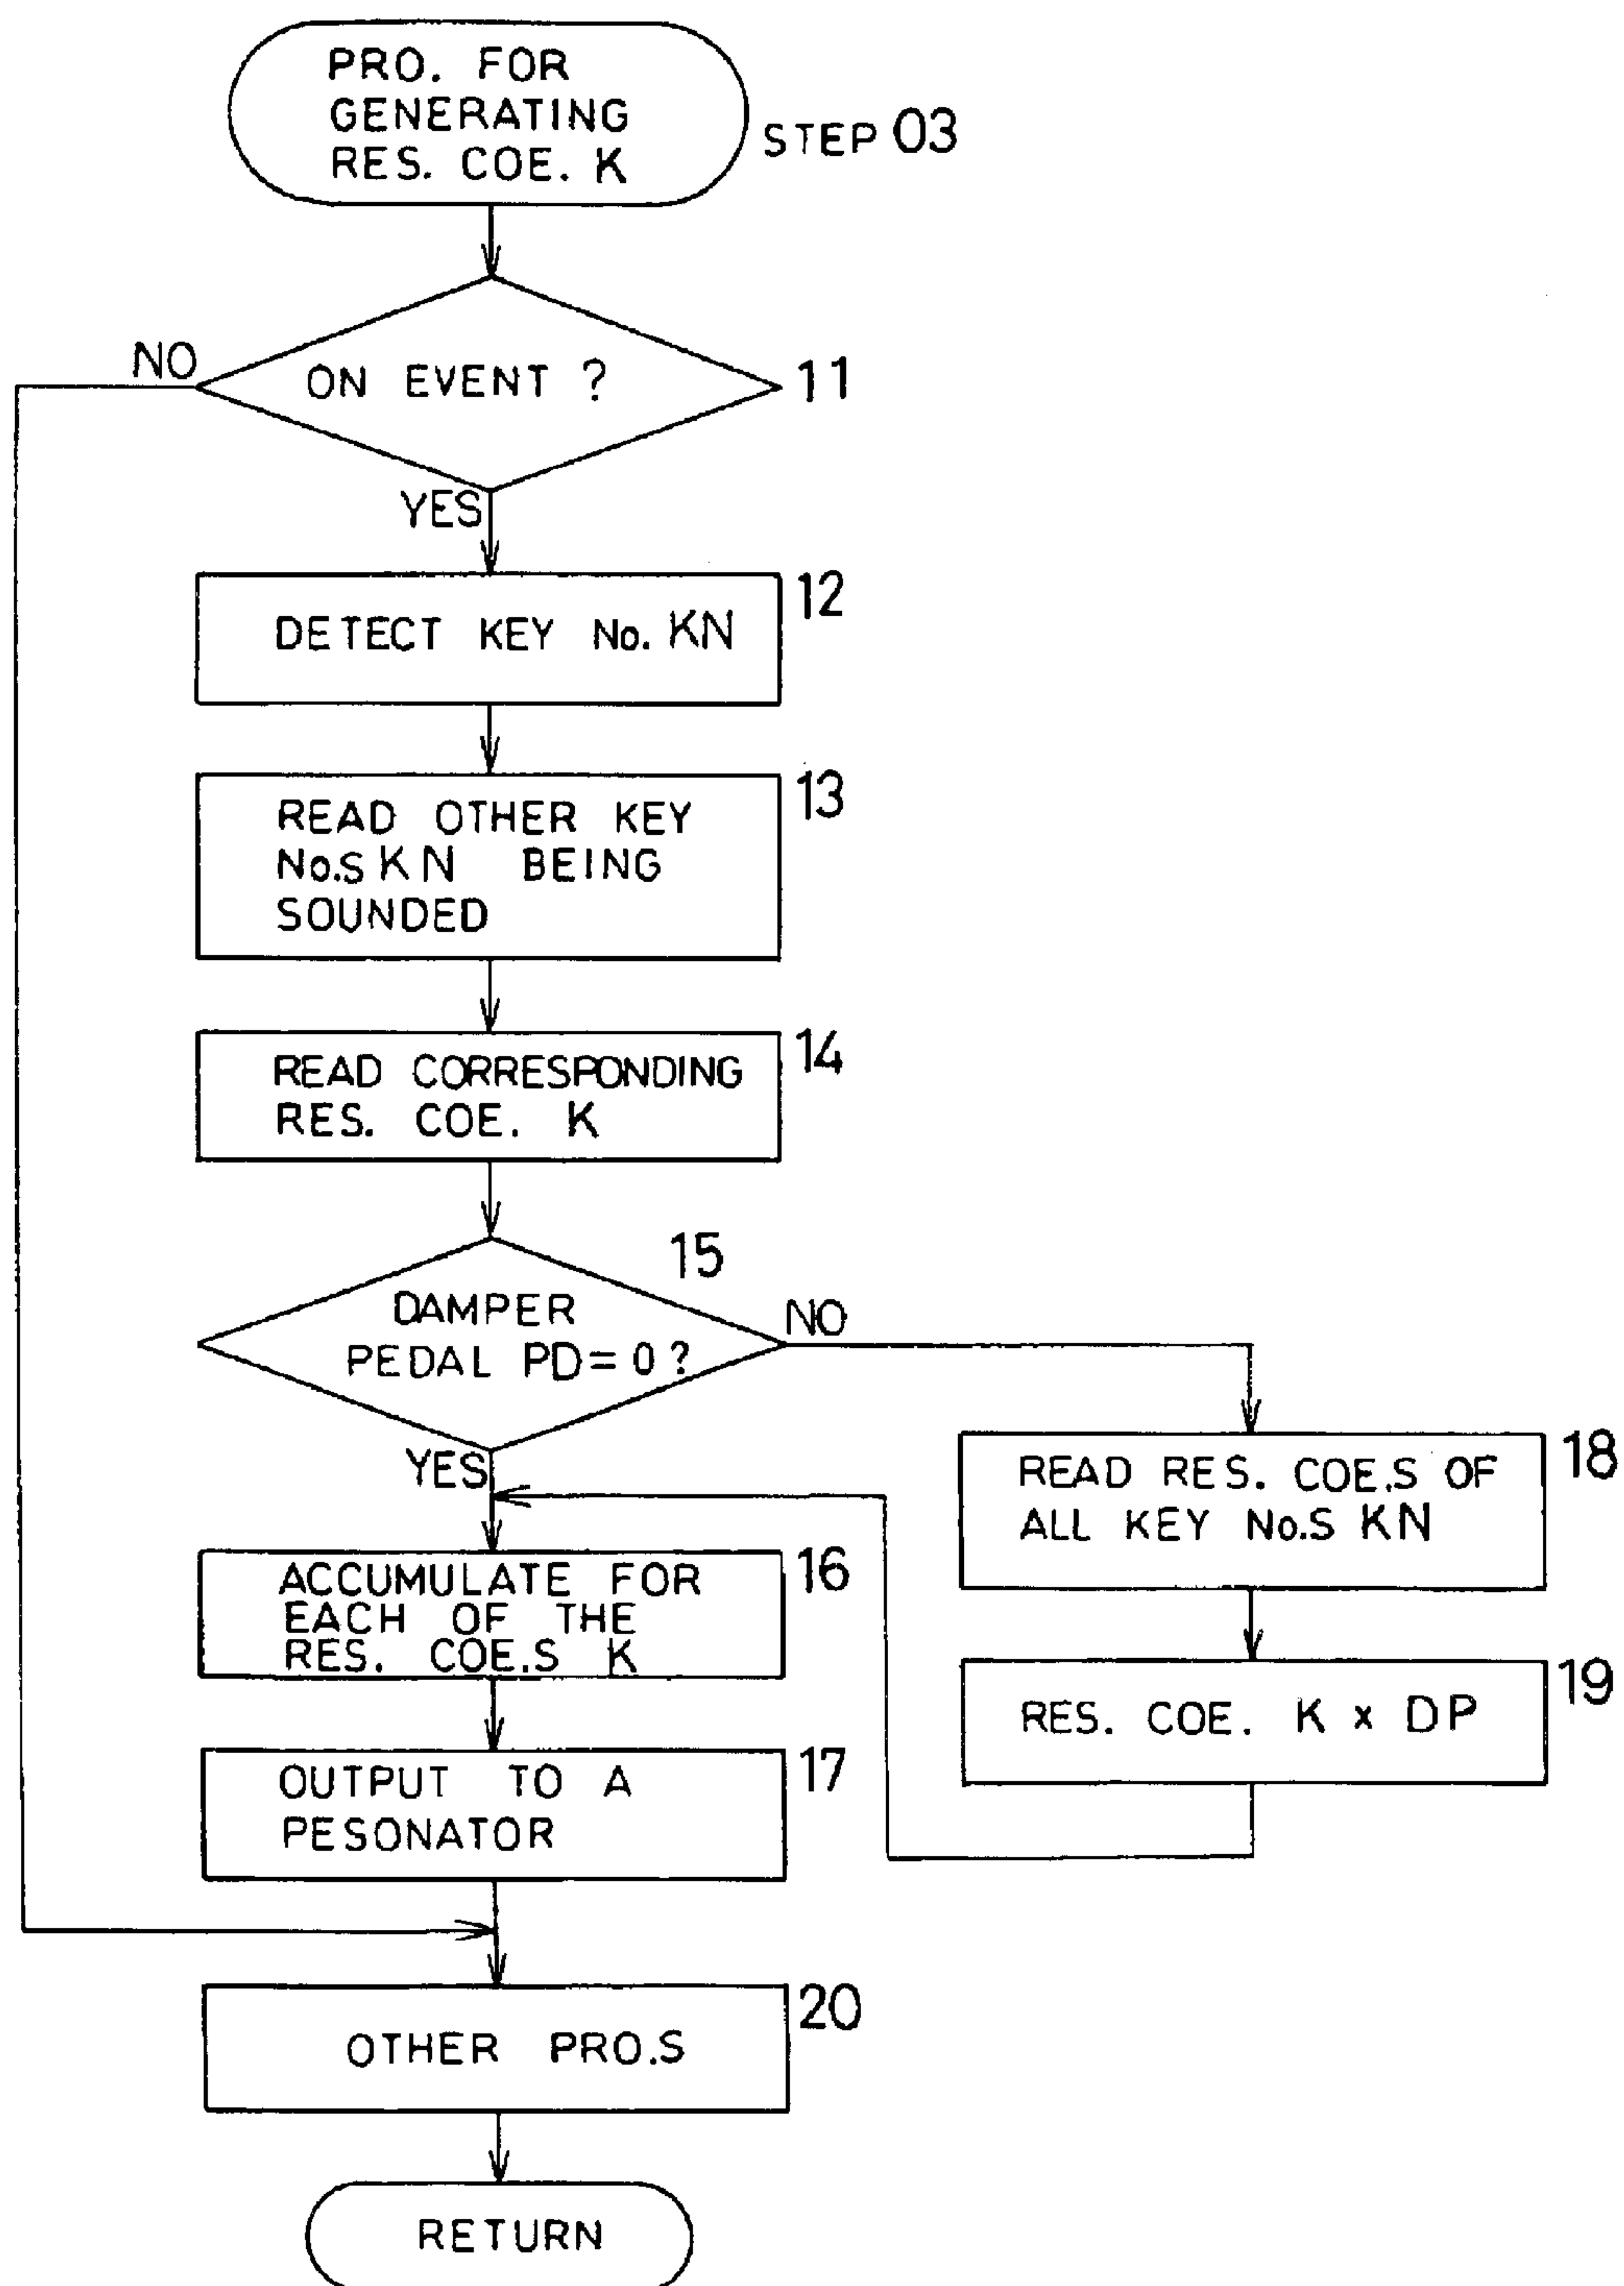 PRO. FOR
GENERATING
RES. COE. K
STEP 03
NO
ON EVENT ?
11
YES
12
DETECT KEY No. KN
13
READ OTHER KEY
No.S KN BEING
SOUNDED
14
READ CORRESPONDING
RES. COE. K
15
DAMPER
PEDAL PD=0?
NO
YES
18
READ RES. COE.S OF
ALL KEY No.S KN
16
ACCUMULATE FOR
EACH OF THE
RES. COE.S K
19
RES. COE. K × DP
17
OUTPUT TO A
PESONATOR
20
OTHER PRO.S
RETURN